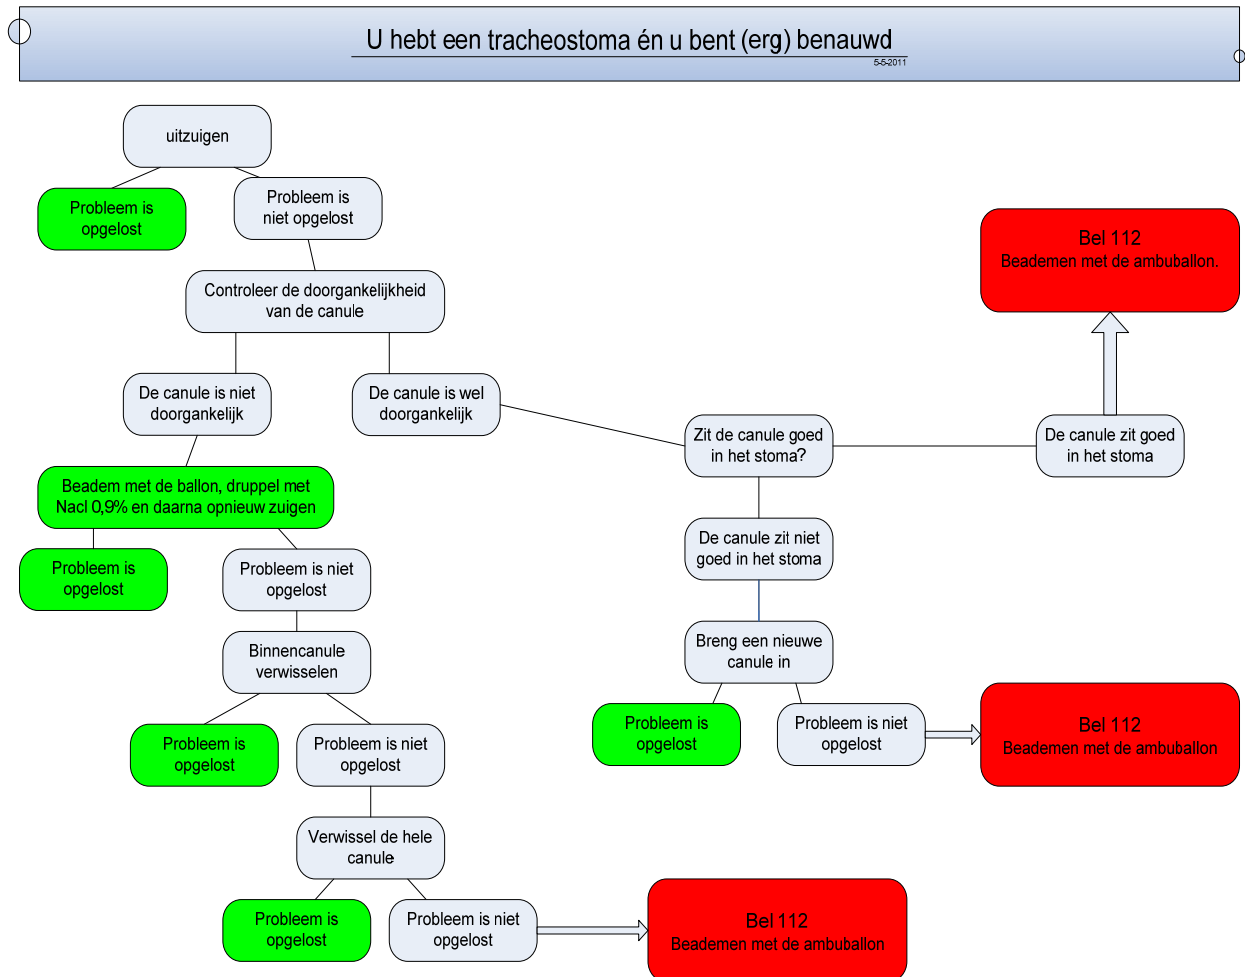 U hebt een tracheostoma én u bent (erg) benauwd
5-5-2011
uitzuigen
Probleem is
opgelost
Probleem is
niet opgelost
Controleer de doorgankelijkheid
van de canule
De canule is niet
doorgankelijk
De canule is wel
doorgankelijk
Beadem met de ballon, druppel met
Nacl 0,9% en daarna opnieuw zuigen
Probleem is
opgelost
Probleem is niet
opgelost
Binnencanule
verwisselen
Probleem is
opgelost
Probleem is niet
opgelost
Verwissel de hele
canule
Probleem is
opgelost
Probleem is niet
opgelost
Bel 112
Beademen met de ambuballon
Zit de canule goed
in het stoma?
De canule zit goed
in het stoma
Bel 112
Beademen met de ambuballon.
De canule zit niet
goed in het stoma
Breng een nieuwe
canule in
Probleem is
opgelost
Probleem is niet
opgelost
Bel 112
Beademen met de ambuballon